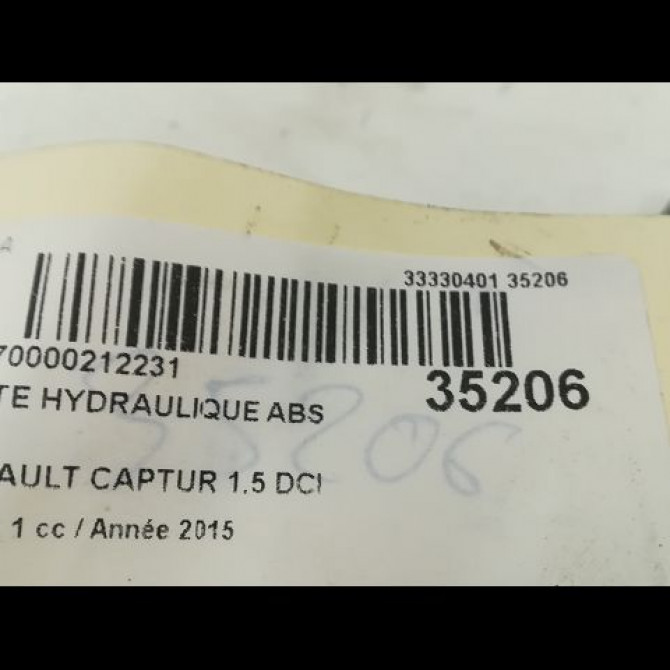 A
33330401 35206
70000212231
35206
TE HYDRAULIQUE ABS
35206
AULT CAPTUR 1.5 DCI
1 cc / Année 2015